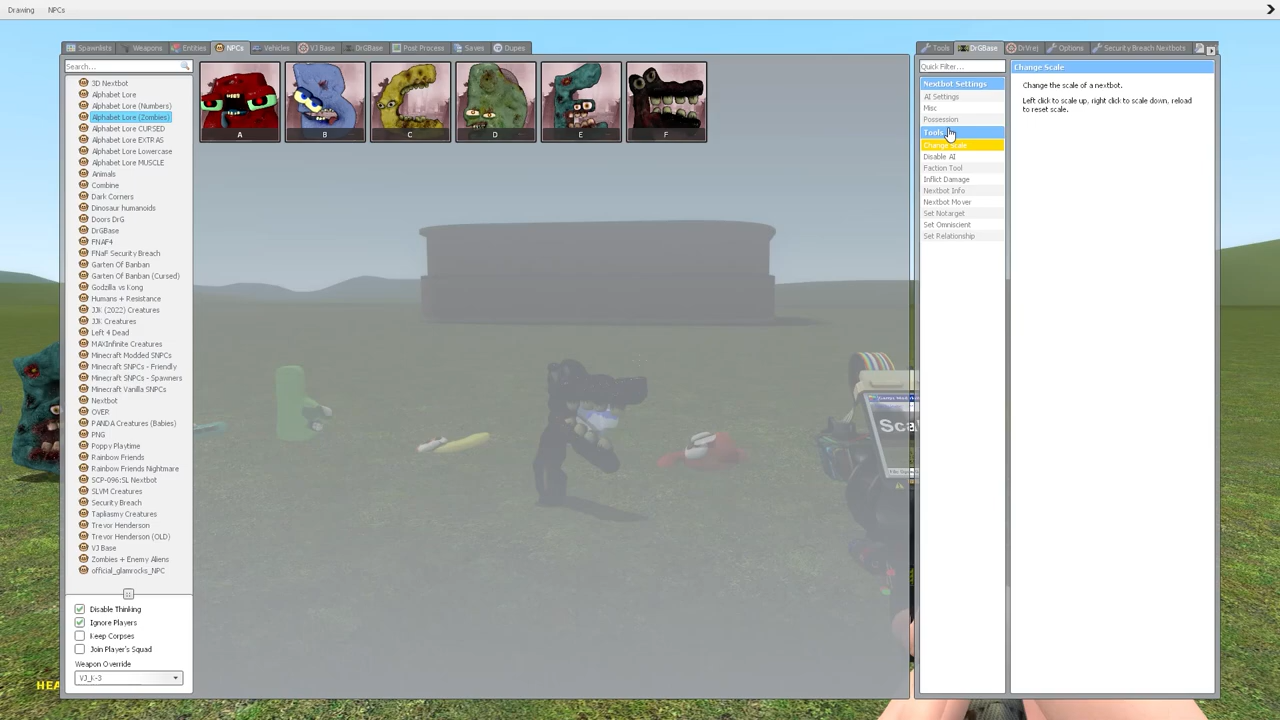 Drawing NPCs
Spawnlists Weapons Entities NPCs Vehicles VJ Base DrGBase Post Process Saves Dupes
Tools DrGBase DrVrej Options Security Breach Nextbots
Search...
3D Nextbot
Alphabet Lore
Alphabet Lore (Numbers)
Alphabet Lore (Zombies)
Alphabet Lore CURSED
Alphabet Lore EXTRAS
Alphabet Lore Lowercase
Alphabet Lore MUSCLE
Animals
Combine
Dark Corners
Dinosaur humanoids
Doors DrG
DrGBase
FNAF4
FNaF Security Breach
Garten Of Banban
Garten Of Banban (Cursed)
Godzilla vs Kong
Humans + Resistance
JJK (2022) Creatures
JJK Creatures
Left 4 Dead
MAXInfinite Creatures
Minecraft Modded SNPCs
Minecraft SNPCs - Friendly
Minecraft SNPCs - Spawners
Minecraft Vanilla SNPCs
Nextbot
OVER
PANDA Creatures (Babies)
PNG
Poppy Playtime
Rainbow Friends
Rainbow Friends Nightmare
SCP-096:SL Nextbot
SLVM Creatures
Security Breach
Tapliasmy Creatures
Trevor Henderson
Trevor Henderson (OLD)
VJ Base
Zombies + Enemy Aliens
official_glamrocks_NPC
Disable Thinking
Ignore Players
Keep Corpses
Join Player's Squad
Weapon Override
VJ_K-3
A B C D E F
Quick Filter...
Nextbot Settings
AI Settings
Misc
Possession
Tools
Change Scale
Disable AI
Faction Tool
Inflict Damage
Nextbot Info
Nextbot Mover
Set Notarget
Set Omniscient
Set Relationship
Change Scale
Change the scale of a nextbot.
Left click to scale up, right click to scale down, reload
to reset scale.
Sca
HEA